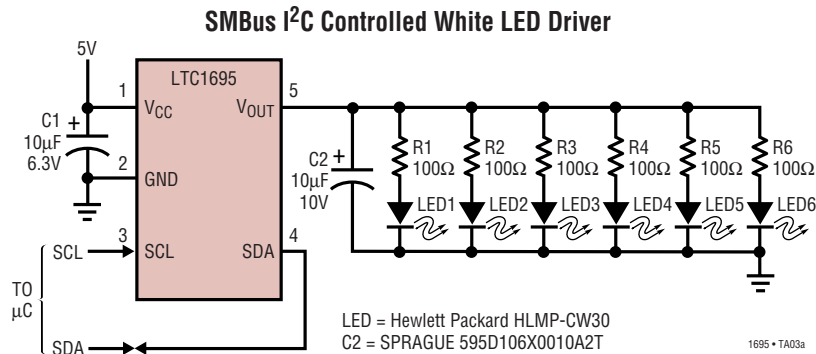 SMBus I²C Controlled White LED Driver
5V
LTC1695
1
VCC
VOUT
5
C1
10µF
6.3V
+
2
GND
C2
10µF
10V
+
R1
100Ω
R2
100Ω
R3
100Ω
R4
100Ω
R5
100Ω
R6
100Ω
LED1
LED2
LED3
LED4
LED5
LED6
SCL
3
SCL
SDA
4
TO
µC
SDA
LED = Hewlett Packard HLMP-CW30
C2 = SPRAGUE 595D106X0010A2T
1695 • TA03a